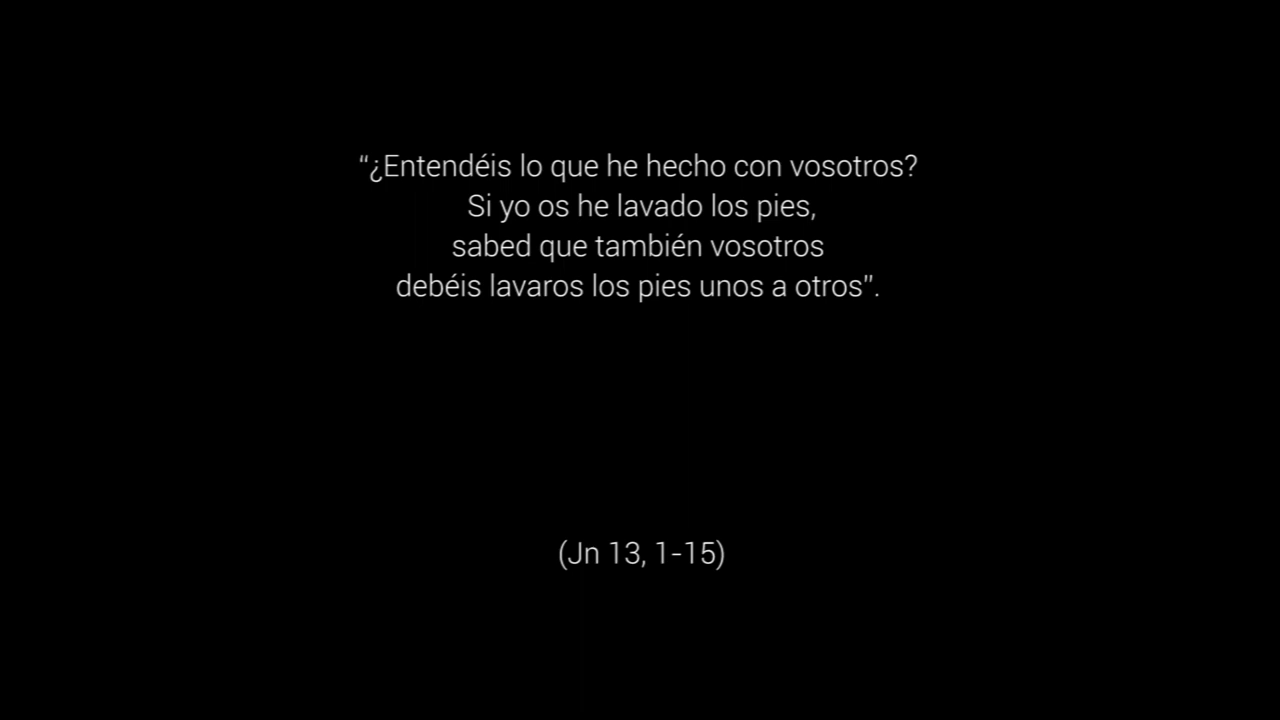 “¿Entendéis lo que he hecho con vosotros?
Si yo os he lavado los pies,
sabed que también vosotros
debéis lavaros los pies unos a otros”.
(Jn 13, 1-15)